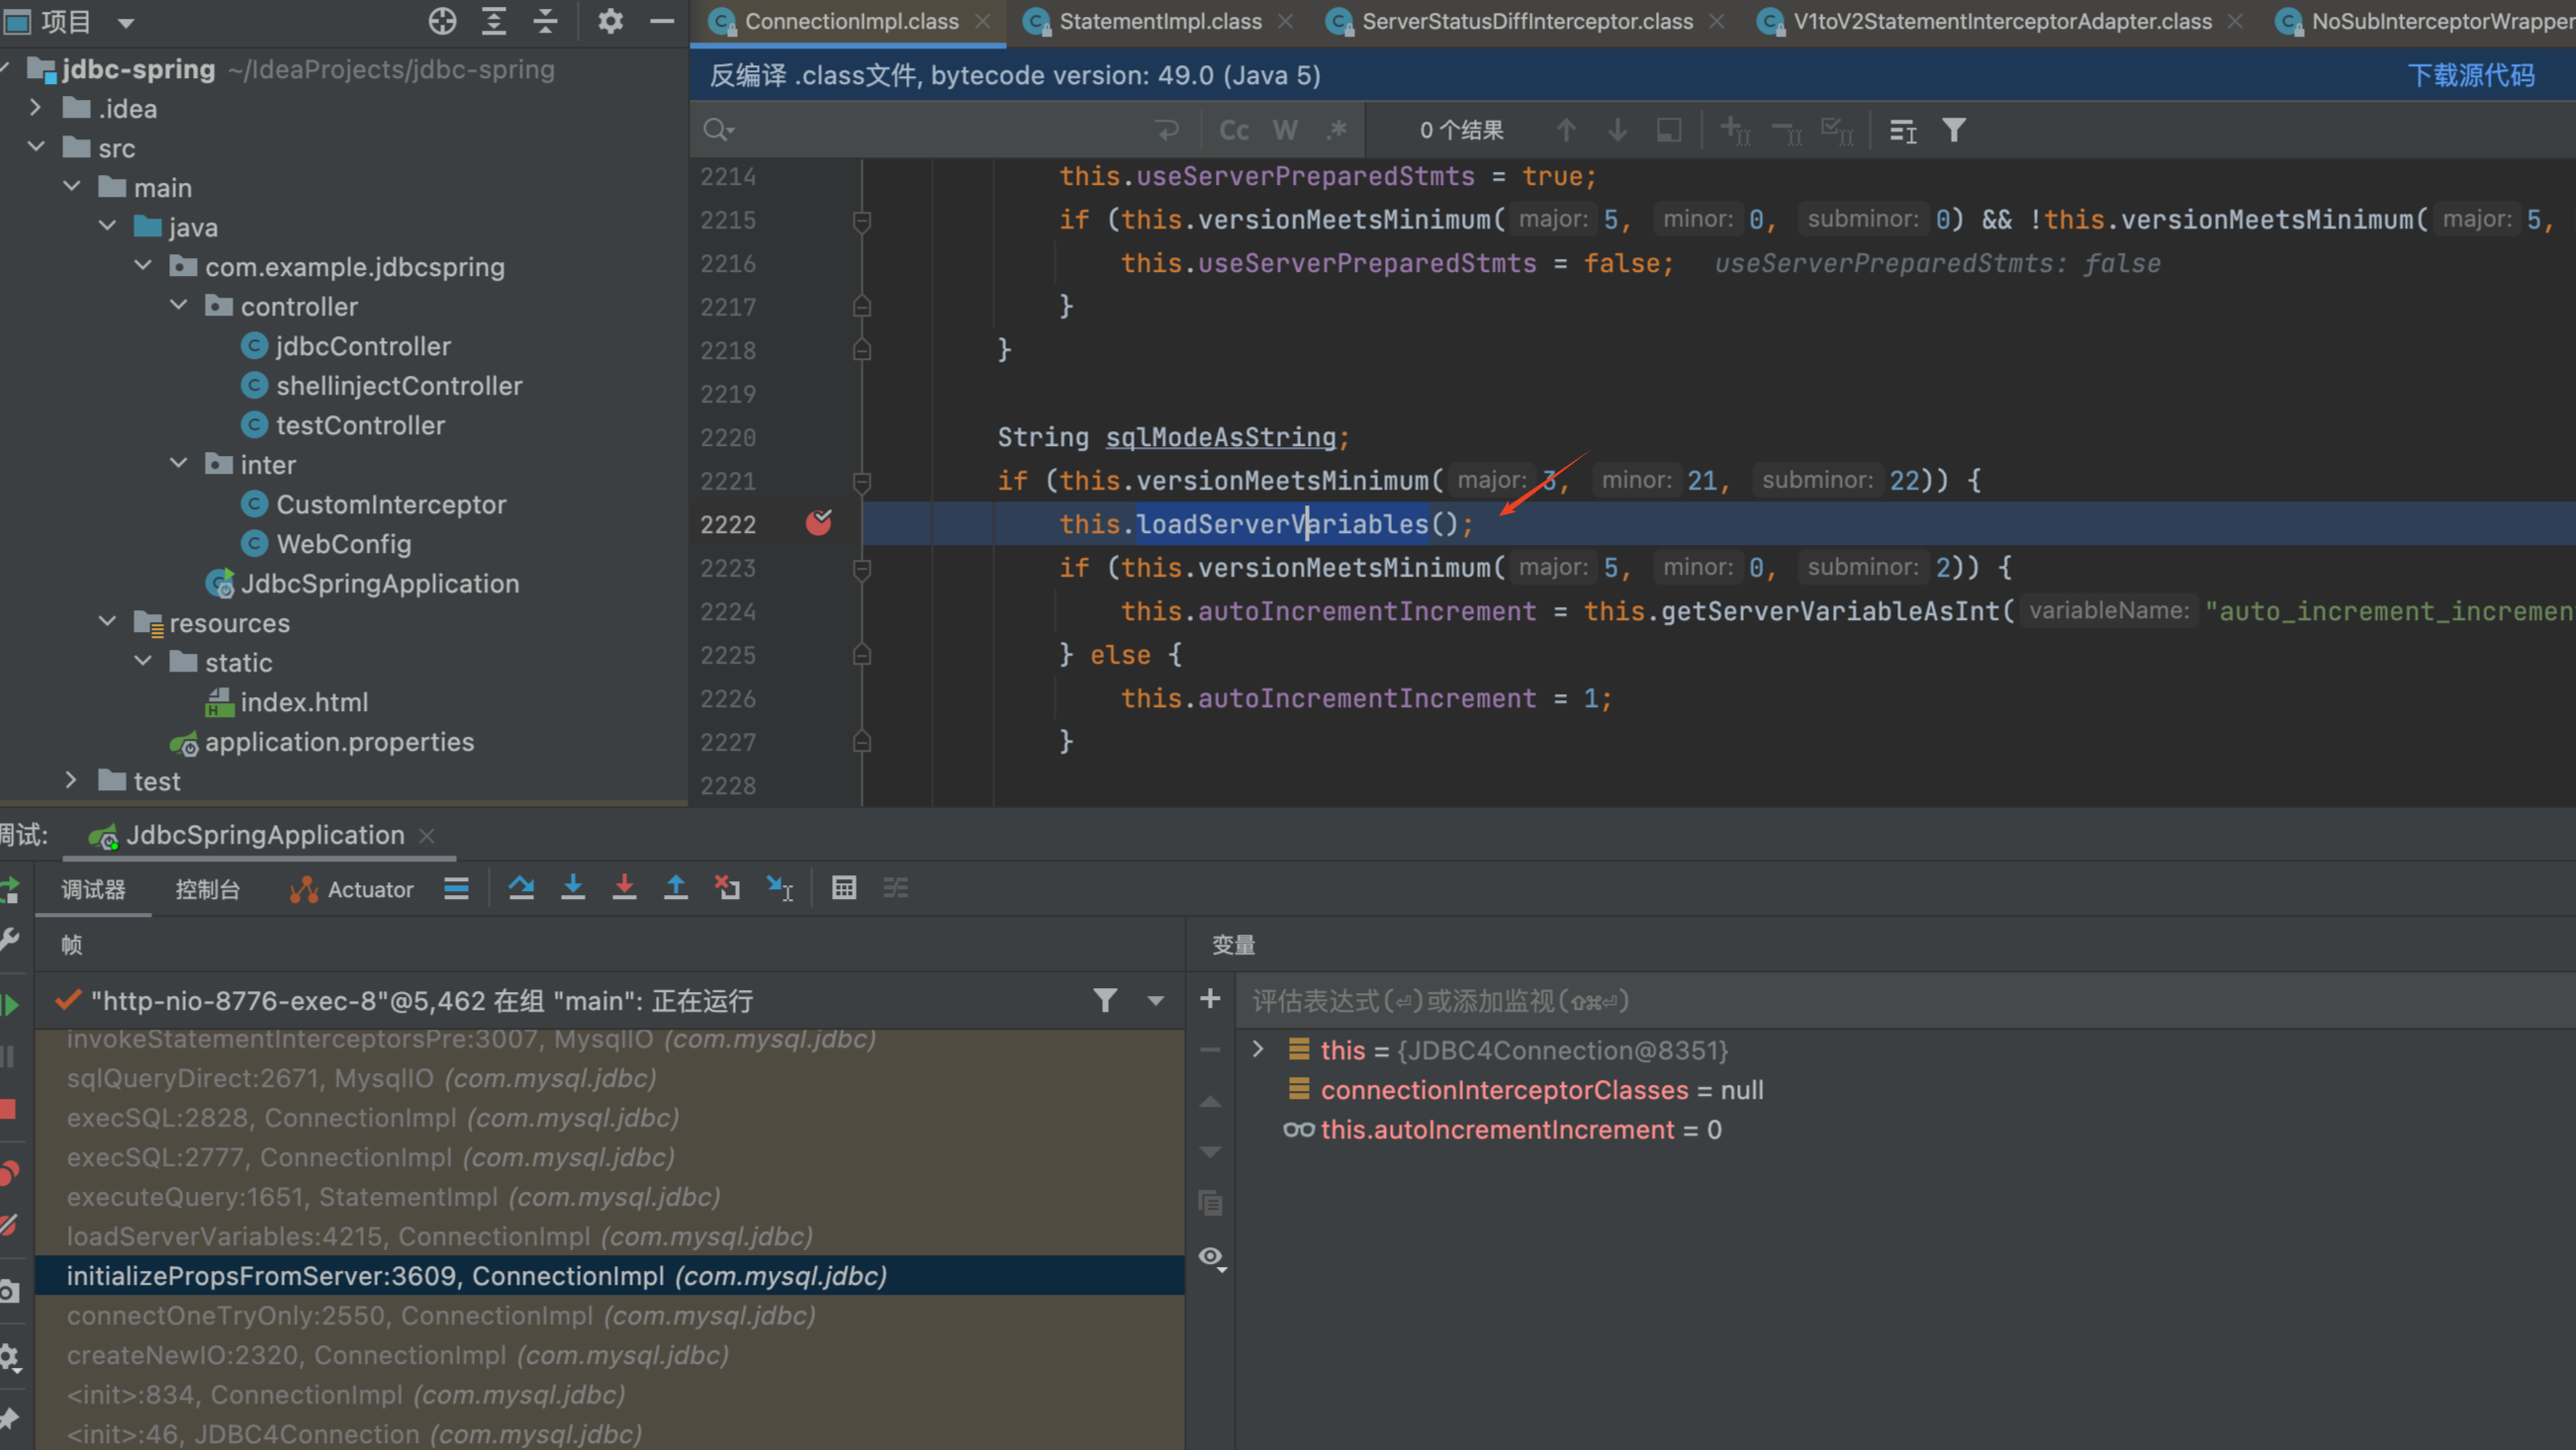 项目
ConnectionImpl.class
StatementImpl.class
ServerStatusDiffInterceptor.class
V1toV2StatementInterceptorAdapter.class
NoSubInterceptorWrapper
jdbc-spring ~/IdeaProjects/jdbc-spring
.idea
src
main
java
com.example.jdbcspring
controller
jdbcController
shellinjectController
testController
inter
CustomInterceptor
WebConfig
JdbcSpringApplication
resources
static
index.html
application.properties
test
反编译 .class文件, bytecode version: 49.0 (Java 5)
下载源代码
Cc W .* 0 个结果
2214 this.useServerPreparedStmts = true;
2215 if (this.versionMeetsMinimum( major: 5, minor: 0, subminor: 0) && !this.versionMeetsMinimum( major: 5,
2216 this.useServerPreparedStmts = false; useServerPreparedStmts: false
2217 }
2218 }
2219
2220 String sqlModeAsString;
2221 if (this.versionMeetsMinimum( major: 3, minor: 21, subminor: 22)) {
2222 this.loadServerVariables();
2223 if (this.versionMeetsMinimum( major: 5, minor: 0, subminor: 2)) {
2224 this.autoIncrementIncrement = this.getServerVariableAsInt( variableName: "auto_increment_incremen
2225 } else {
2226 this.autoIncrementIncrement = 1;
2227 }
2228
调试:
JdbcSpringApplication
调试器
控制台
Actuator
帧
"http-nio-8776-exec-8"@5,462 在组 "main": 正在运行
invokeStatementInterceptorsPre:3007, MysqlIO (com.mysql.jdbc)
sqlQueryDirect:2671, MysqlIO (com.mysql.jdbc)
execSQL:2828, ConnectionImpl (com.mysql.jdbc)
execSQL:2777, ConnectionImpl (com.mysql.jdbc)
executeQuery:1651, StatementImpl (com.mysql.jdbc)
loadServerVariables:4215, ConnectionImpl (com.mysql.jdbc)
initializePropsFromServer:3609, ConnectionImpl (com.mysql.jdbc)
connectOneTryOnly:2550, ConnectionImpl (com.mysql.jdbc)
createNewIO:2320, ConnectionImpl (com.mysql.jdbc)
<init>:834, ConnectionImpl (com.mysql.jdbc)
<init>:46, JDBC4Connection (com.mysql.jdbc)
变量
评估表达式(⏎)或添加监视(⇧⌘⏎)
this = {JDBC4Connection@8351}
connectionInterceptorClasses = null
this.autoIncrementIncrement = 0